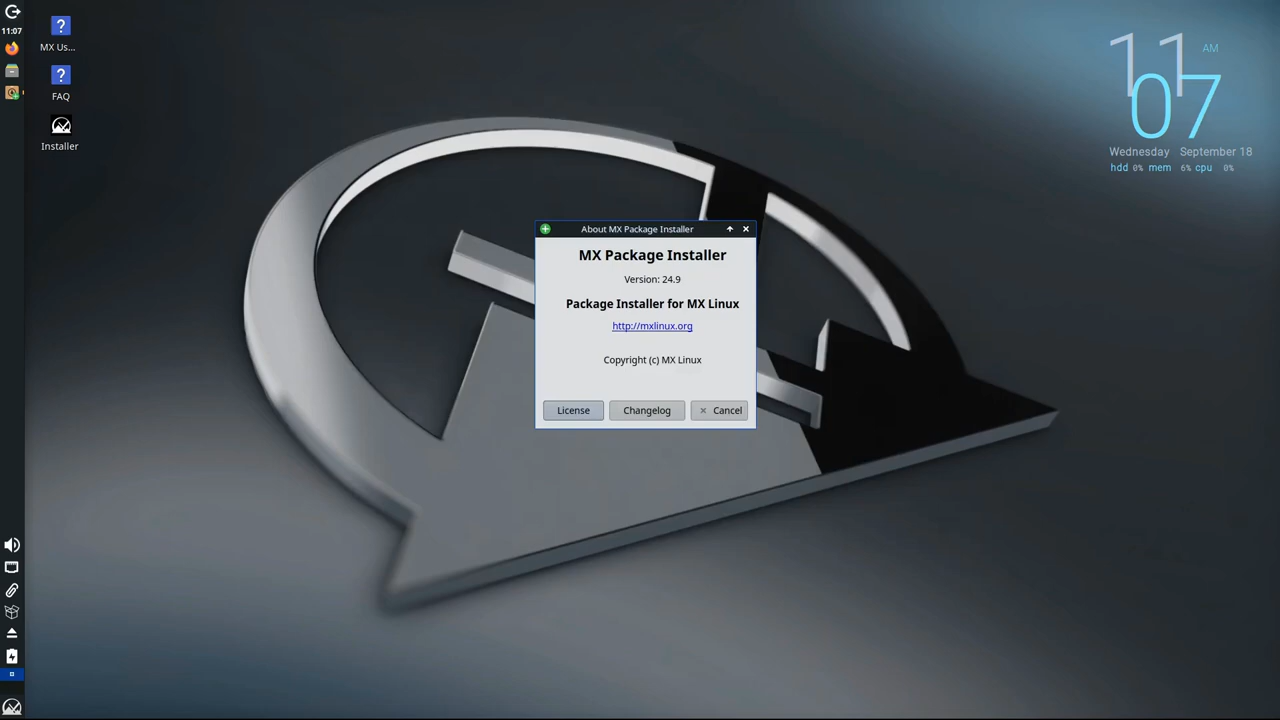 11:07
MX Us...
FAQ
Installer
11 AM
07
Wednesday September 18
hdd 0% mem 6% cpu 0%
About MX Package Installer
MX Package Installer
Version: 24.9
Package Installer for MX Linux
http://mxlinux.org
Copyright (c) MX Linux
License Changelog Cancel